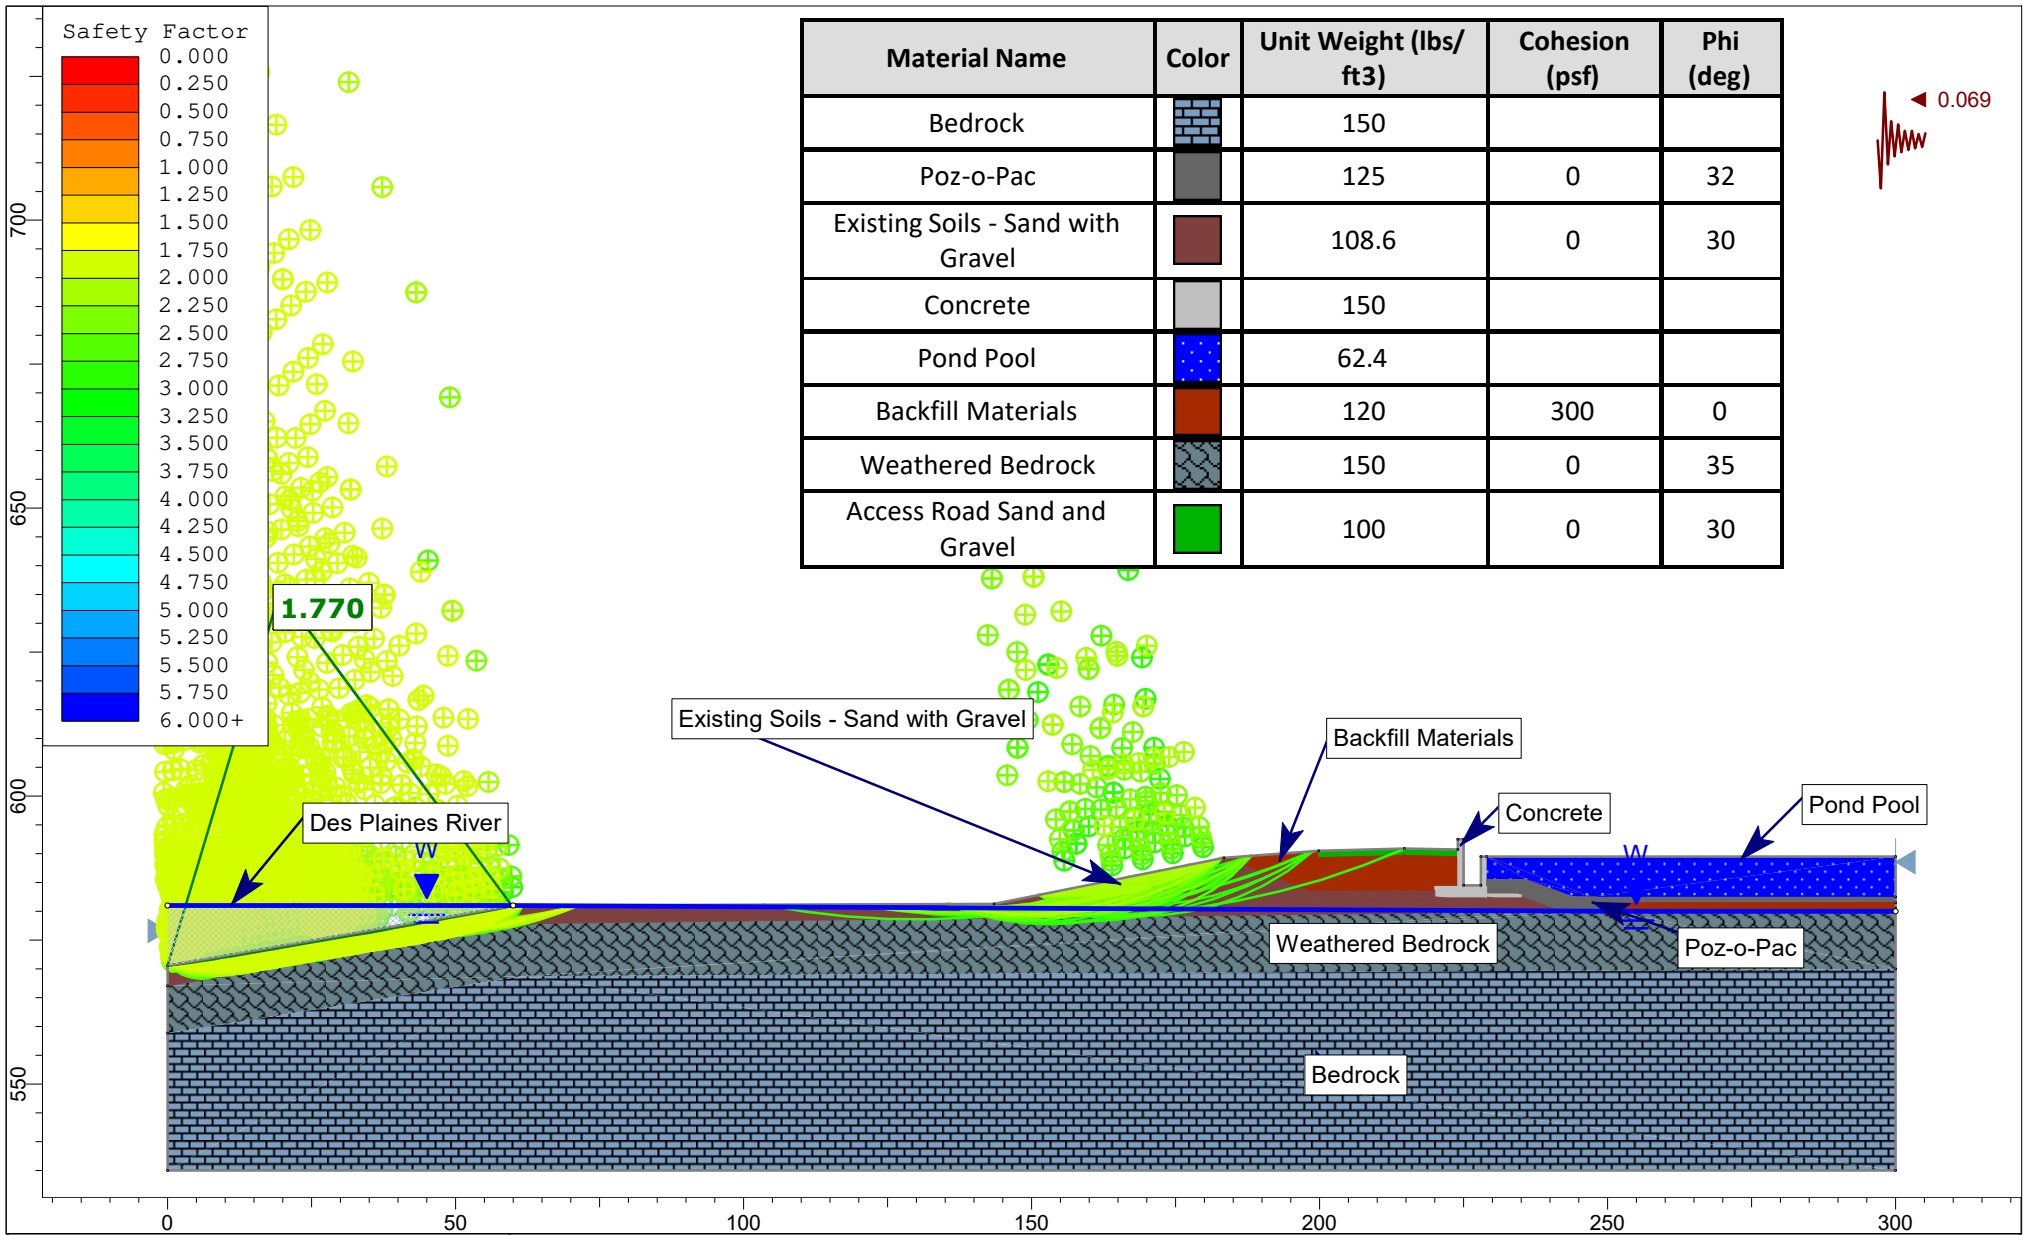 Safety Factor
0.000
0.250
0.500
0.750
1.000
1.250
1.500
1.750
2.000
2.250
2.500
2.750
3.000
3.250
3.500
3.750
4.000
4.250
4.500
4.750
5.000
5.250
5.500
5.750
6.000+
Material Name Color Unit Weight (lbs/ft3) Cohesion (psf) Phi (deg)
Bedrock 150
Poz-o-Pac 125 0 32
Existing Soils - Sand with Gravel 108.6 0 30
Concrete 150
Pond Pool 62.4
Backfill Materials 120 300 0
Weathered Bedrock 150 0 35
Access Road Sand and Gravel 100 0 30
0.069
1.770
Existing Soils - Sand with Gravel
Backfill Materials
Concrete
Pond Pool
Des Plaines River
W
W
Weathered Bedrock
Poz-o-Pac
Bedrock
700
650
600
550
0 50 100 150 200 250 300